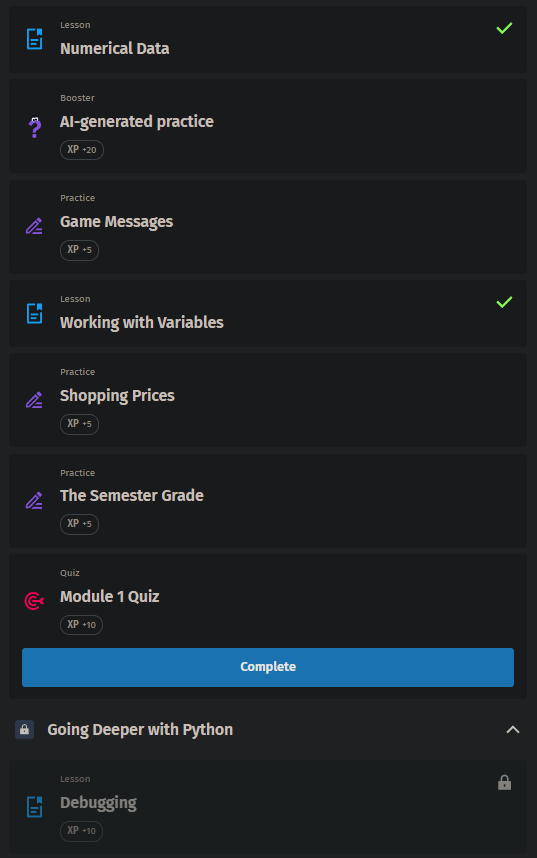 Lesson
Numerical Data
Booster
AI-generated practice
XP +20
Practice
Game Messages
XP +5
Lesson
Working with Variables
Practice
Shopping Prices
XP +5
Practice
The Semester Grade
XP +5
Quiz
Module 1 Quiz
XP +10
Complete
Going Deeper with Python
Lesson
Debugging
XP +10